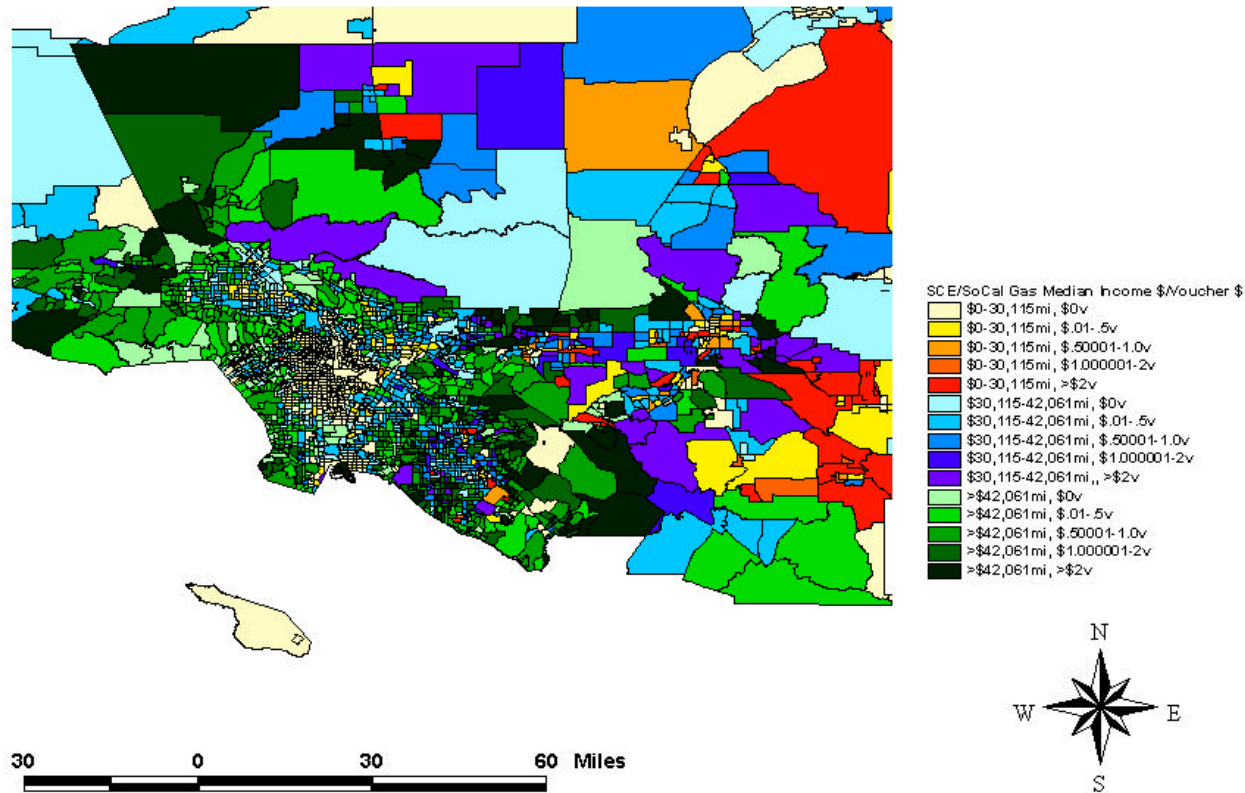 SCE/SoCal Gas Median Income $/Voucher $
$0-30,115mi, $0v
$0-30,115mi, $.01-.5v
$0-30,115mi, $.50001-1.0v
$0-30,115mi, $1.000001-2v
$0-30,115mi, >$2v
$30,115-42,061mi, $0v
$30,115-42,061mi, $.01-.5v
$30,115-42,061mi, $.50001-1.0v
$30,115-42,061mi, $1.000001-2v
$30,115-42,061mi,, >$2v
>$42,061mi, $0v
>$42,061mi, $.01-.5v
>$42,061mi, $.50001-1.0v
>$42,061mi, $1.000001-2v
>$42,061mi, >$2v
N
W E
S
30 0 30 60 Miles